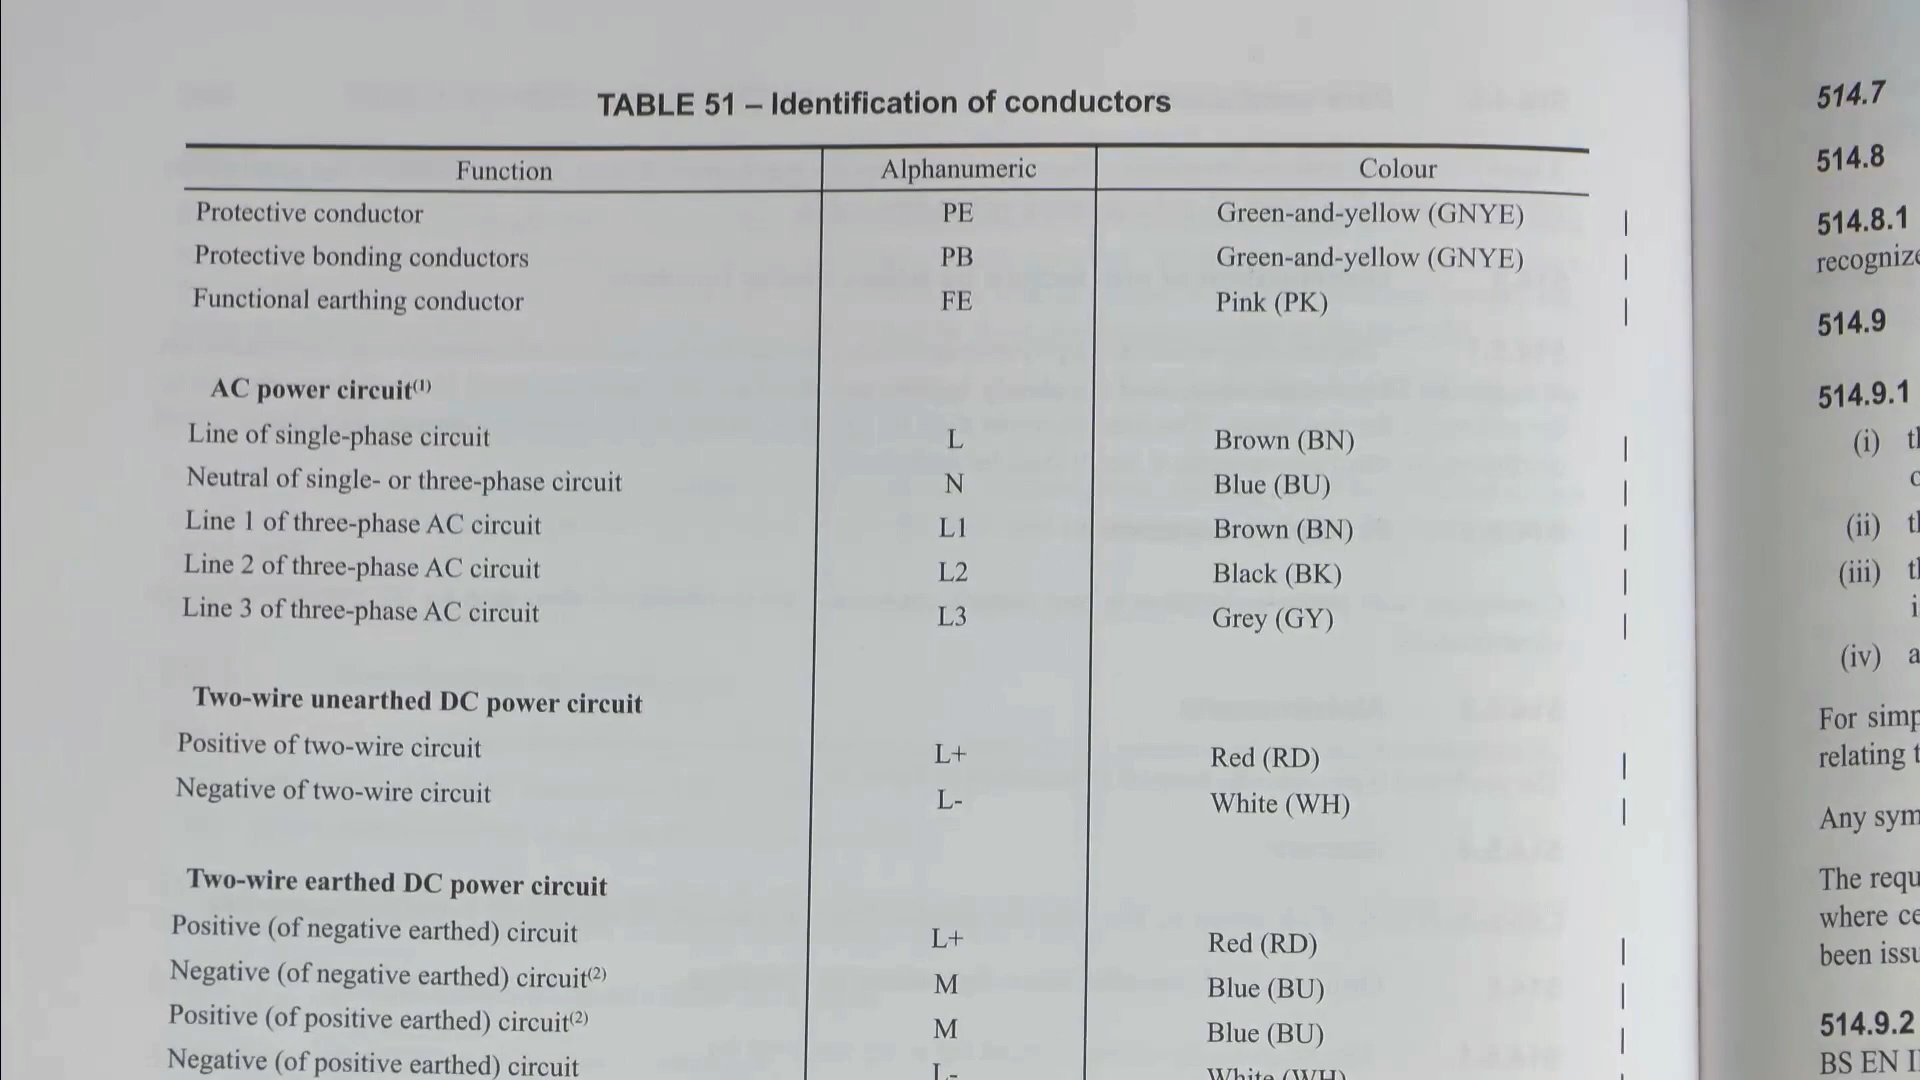 TABLE 51 – Identification of conductors
Function Alphanumeric Colour
Protective conductor PE Green-and-yellow (GNYE)
Protective bonding conductors PB Green-and-yellow (GNYE)
Functional earthing conductor FE Pink (PK)
AC power circuit(1)
Line of single-phase circuit L Brown (BN)
Neutral of single- or three-phase circuit N Blue (BU)
Line 1 of three-phase AC circuit L1 Brown (BN)
Line 2 of three-phase AC circuit L2 Black (BK)
Line 3 of three-phase AC circuit L3 Grey (GY)
Two-wire unearthed DC power circuit
Positive of two-wire circuit L+ Red (RD)
Negative of two-wire circuit L- White (WH)
Two-wire earthed DC power circuit
Positive (of negative earthed) circuit L+ Red (RD)
Negative (of negative earthed) circuit(2) M Blue (BU)
Positive (of positive earthed) circuit(2) M Blue (BU)
Negative (of positive earthed) circuit L- White (WH)
514.7
514.8
514.8.1
514.9
514.9.1
(i)
(ii)
(iii)
(iv)
For
relating
Any
The
where
been
514.9.2
BS EN